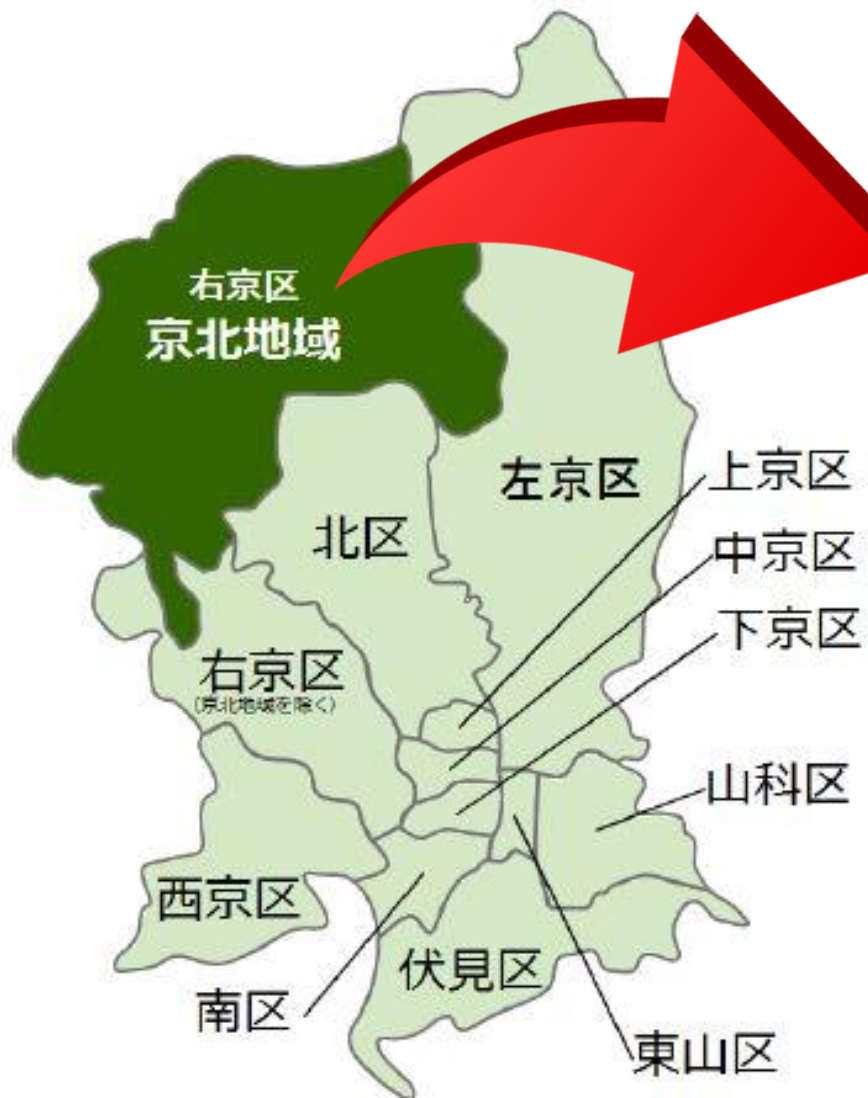 右京区
京北地域
左京区
上京区
北区
中京区
下京区
右京区
(京北地域を除く)
山科区
西京区
伏見区
南区
東山区